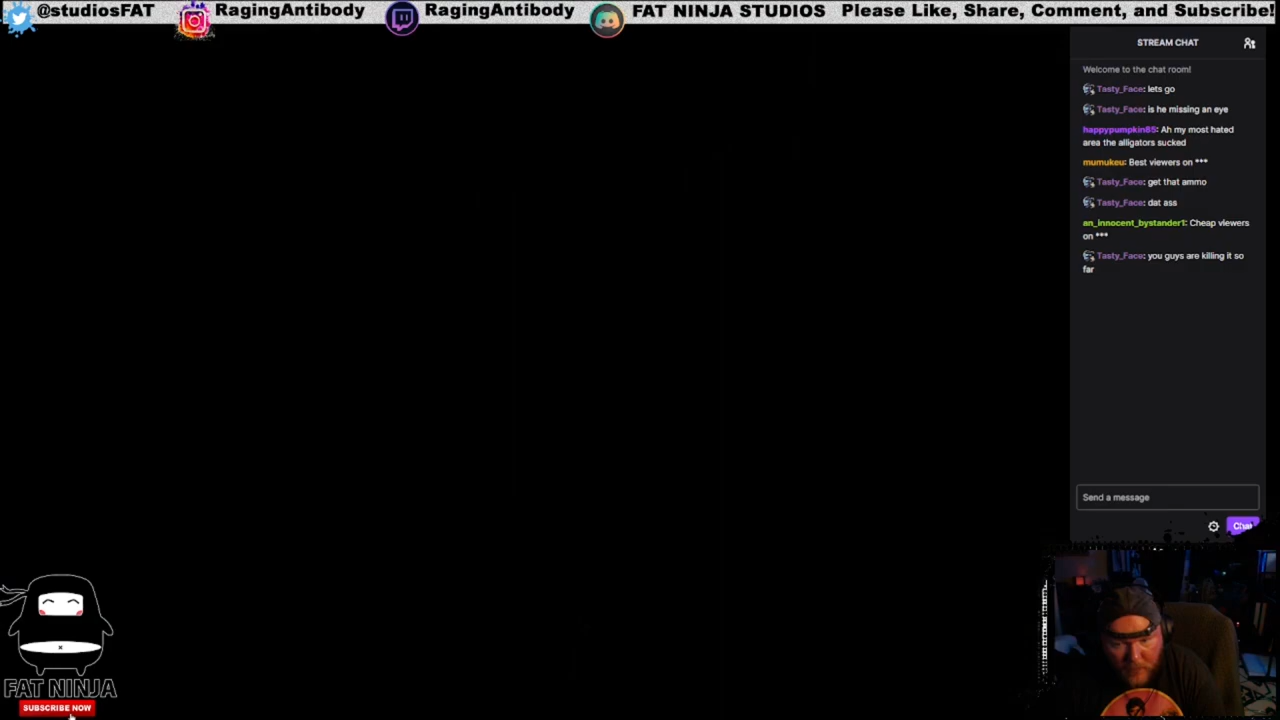 @studiosFAT RagingAntibody RagingAntibody FAT NINJA STUDIOS Please Like, Share, Comment, and Subscribe!
STREAM CHAT
Welcome to the chat room!
Tasty_Face: lets go
Tasty_Face: is he missing an eye
happypumpkin85: Ah my most hated
area the alligators sucked
mumukeu: Best viewers on ***
Tasty_Face: get that ammo
Tasty_Face: dat ass
an_innocent_bystander1: Cheap viewers
on ***
Tasty_Face: you guys are killing it so
far
Send a message
Chat
FAT NINJA
SUBSCRIBE NOW